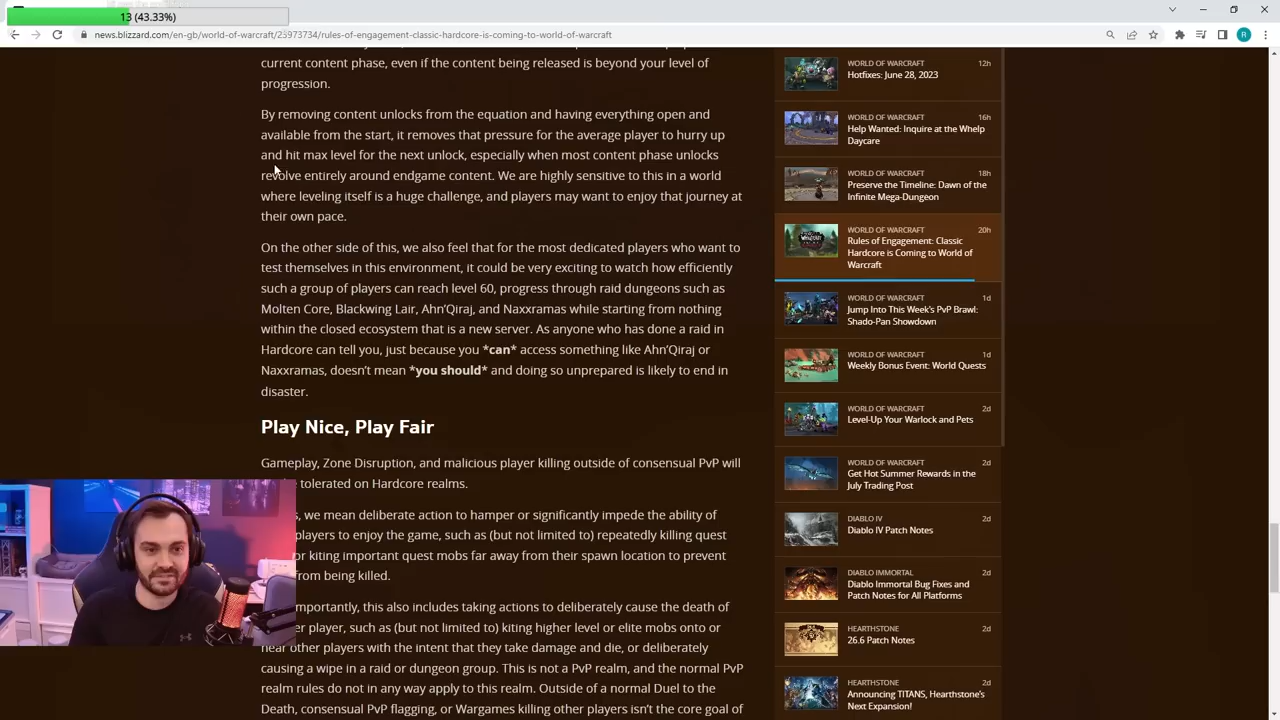 13 (43.33%)
news.blizzard.com/en-gb/world-of-warcraft/23973734/rules-of-engagement-classic-hardcore-is-coming-to-world-of-warcraft
R
current content phase, even if the content being released is beyond your level of
progression.
By removing content unlocks from the equation and having everything open and
available from the start, it removes that pressure for the average player to hurry up
and hit max level for the next unlock, especially when most content phase unlocks
revolve entirely around endgame content. We are highly sensitive to this in a world
where leveling itself is a huge challenge, and players may want to enjoy that journey at
their own pace.
On the other side of this, we also feel that for the most dedicated players who want to
test themselves in this environment, it could be very exciting to watch how efficiently
such a group of players can reach level 60, progress through raid dungeons such as
Molten Core, Blackwing Lair, Ahn'Qiraj, and Naxxramas while starting from nothing
within the closed ecosystem that is a new server. As anyone who has done a raid in
Hardcore can tell you, just because you *can* access something like Ahn'Qiraj or
Naxxramas, doesn't mean *you should* and doing so unprepared is likely to end in
disaster.
Play Nice, Play Fair
Gameplay, Zone Disruption, and malicious player killing outside of consensual PvP will
tolerated on Hardcore realms.
, we mean deliberate action to hamper or significantly impede the ability of
players to enjoy the game, such as (but not limited to) repeatedly killing quest
or kiting important quest mobs far away from their spawn location to prevent
from being killed.
importantly, this also includes taking actions to deliberately cause the death of
player, such as (but not limited to) kiting higher level or elite mobs onto or
near other players with the intent that they take damage and die, or deliberately
causing a wipe in a raid or dungeon group. This is not a PvP realm, and the normal PvP
realm rules do not in any way apply to this realm. Outside of a normal Duel to the
Death, consensual PvP flagging, or Wargames killing other players isn't the core goal of
WORLD OF WARCRAFT 12h
Hotfixes: June 28, 2023
WORLD OF WARCRAFT 16h
Help Wanted: Inquire at the Whelp
Daycare
WORLD OF WARCRAFT 18h
Preserve the Timeline: Dawn of the
Infinite Mega-Dungeon
WORLD OF WARCRAFT 20h
Rules of Engagement: Classic
Hardcore is Coming to World of
Warcraft
WORLD OF WARCRAFT 1d
Jump Into This Week's PvP Brawl:
Shado-Pan Showdown
WORLD OF WARCRAFT 1d
Weekly Bonus Event: World Quests
WORLD OF WARCRAFT 2d
Level-Up Your Warlock and Pets
WORLD OF WARCRAFT 2d
Get Hot Summer Rewards in the
July Trading Post
DIABLO IV 2d
Diablo IV Patch Notes
DIABLO IMMORTAL 2d
Diablo Immortal Bug Fixes and
Patch Notes for All Platforms
HEARTHSTONE 2d
26.6 Patch Notes
HEARTHSTONE 2d
Announcing TITANS, Hearthstone's
Next Expansion!